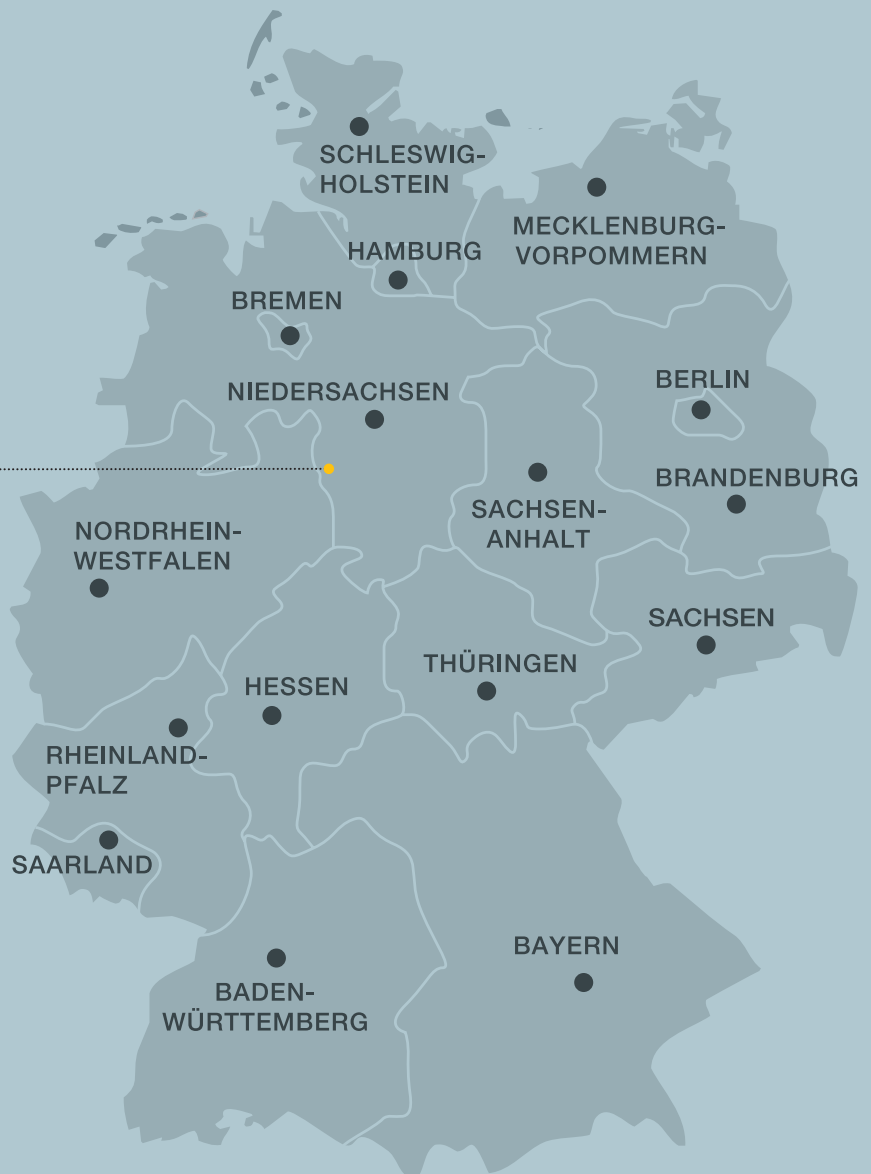 SCHLESWIG-
HOLSTEIN
MECKLENBURG-
VORPOMMERN
HAMBURG
BREMEN
NIEDERSACHSEN
BERLIN
BRANDENBURG
SACHSEN-
ANHALT
NORDRHEIN-
WESTFALEN
SACHSEN
THÜRINGEN
HESSEN
RHEINLAND-
PFALZ
SAARLAND
BAYERN
BADEN-
WÜRTTEMBERG